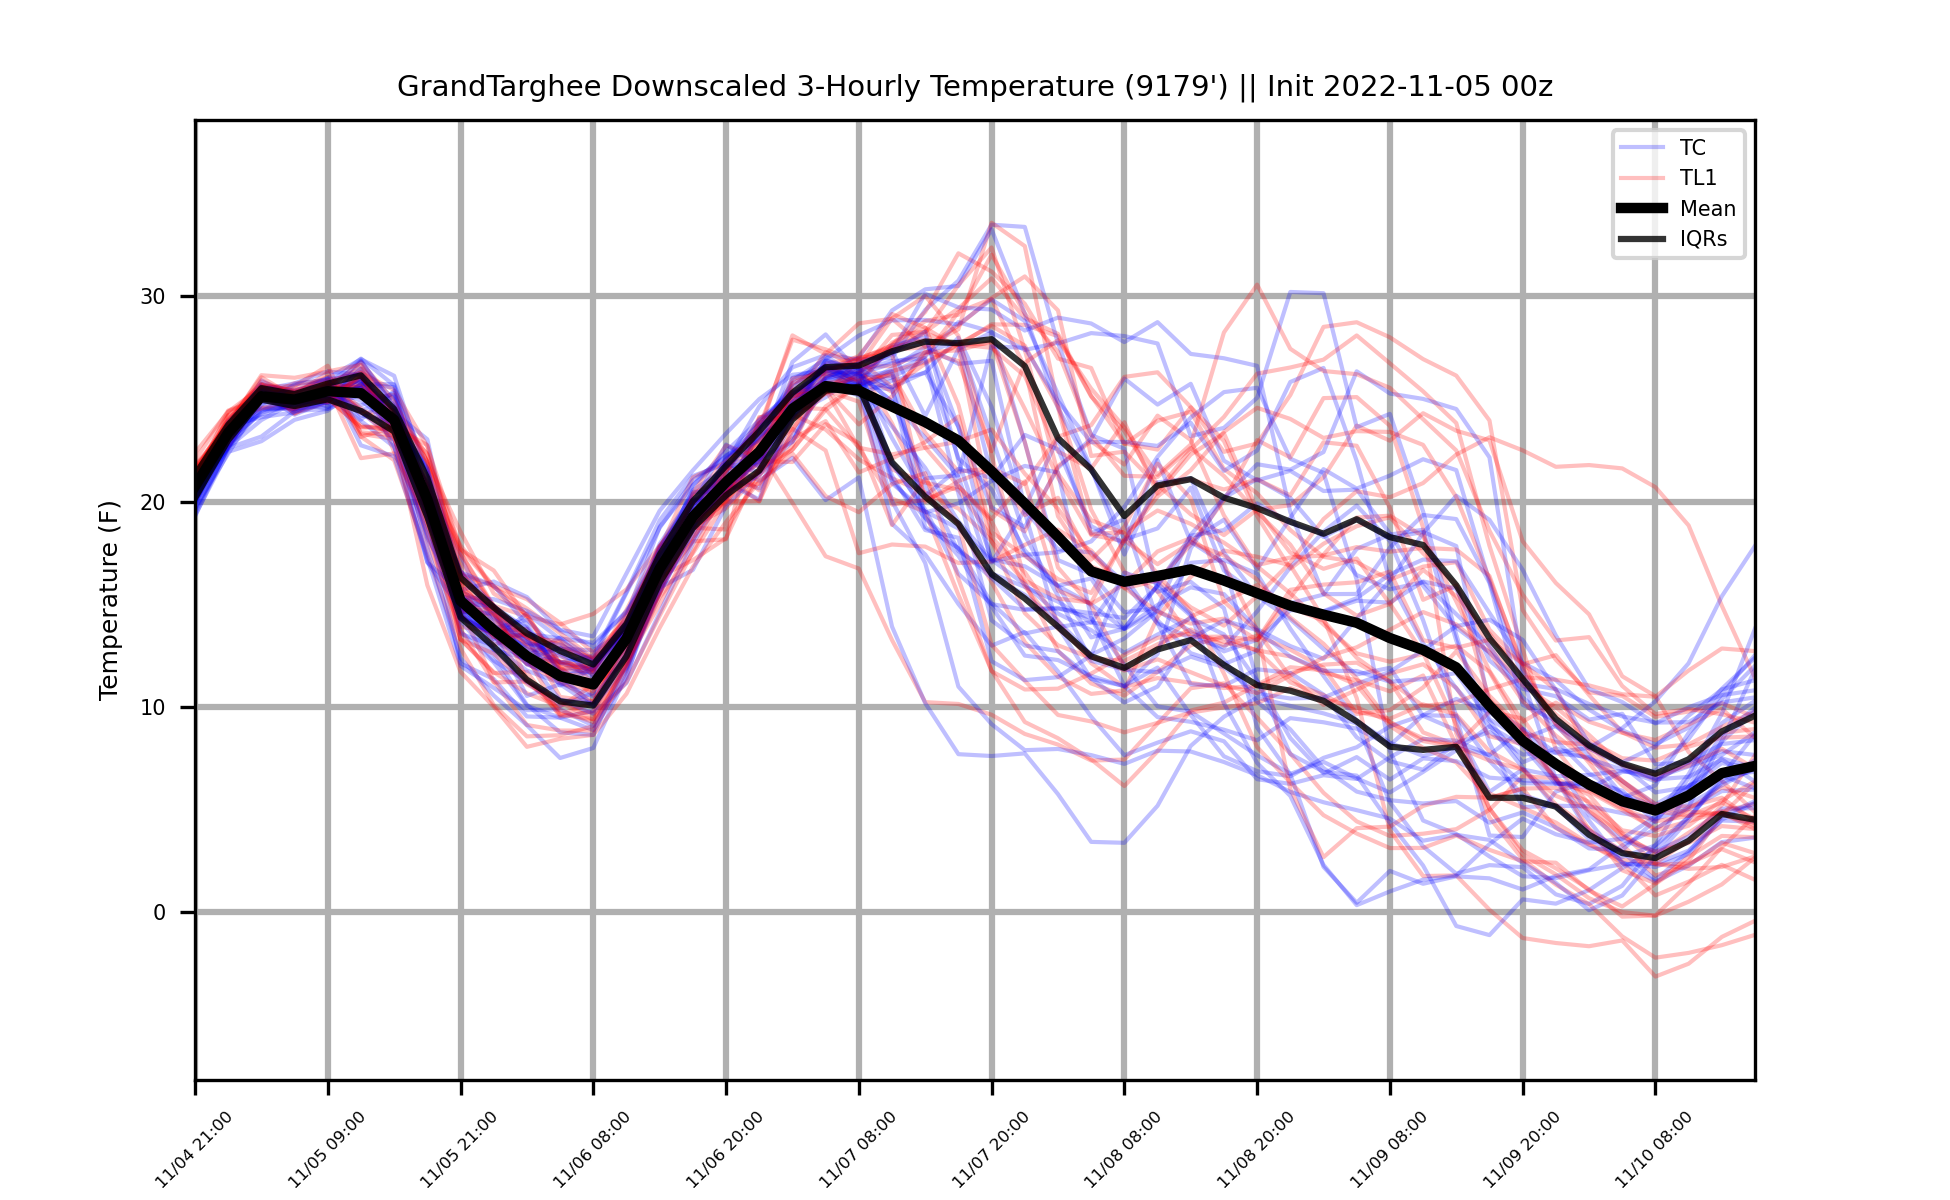 GrandTarghee Downscaled 3-Hourly Temperature (9179') || Init 2022-11-05 00z
TC
TL1
Mean
IQRs
Temperature (F)
30
20
10
0
11/04 21:00
11/05 09:00
11/05 21:00
11/06 08:00
11/06 20:00
11/07 08:00
11/07 20:00
11/08 08:00
11/08 20:00
11/09 08:00
11/09 20:00
11/10 08:00